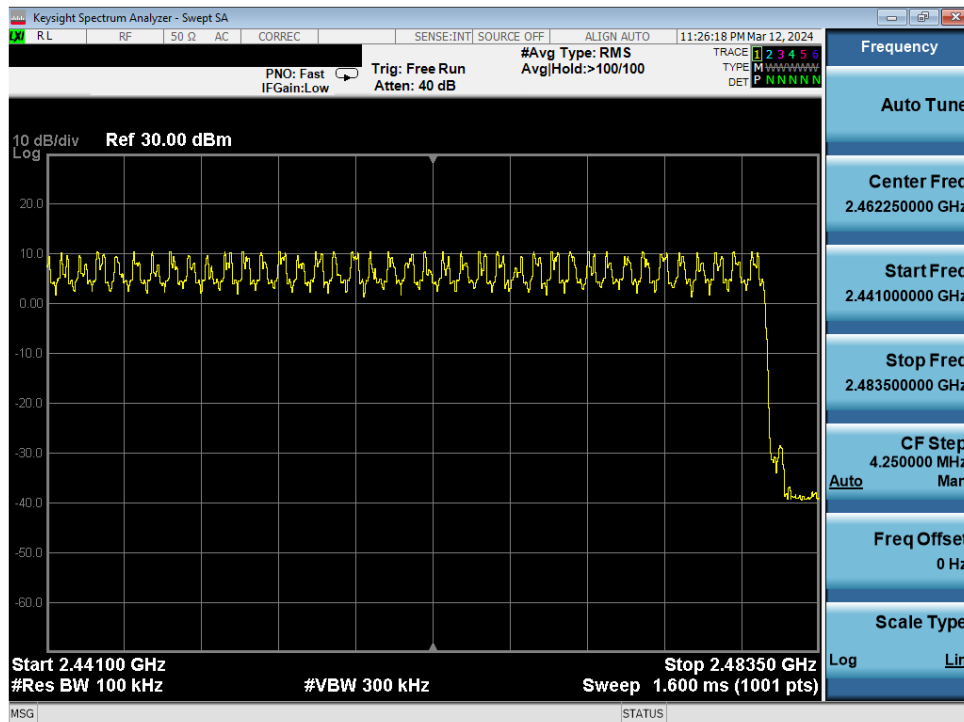 Keysight Spectrum Analyzer - Swept SA
LXI RL RF 50 Ω AC CORREC SENSE:INT SOURCE OFF ALIGN AUTO 11:26:18 PM Mar 12, 2024
PNO: Fast Trig: Free Run #Avg Type: RMS TRACE 1 2 3 4 5 6
IFGain:Low Atten: 40 dB Avg|Hold:>100/100 TYPE M W W W W W
DET P N N N N N
10 dB/div Ref 30.00 dBm
Log
20.0
10.0
0.00
-10.0
-20.0
-30.0
-40.0
-50.0
-60.0
Start 2.44100 GHz Stop 2.48350 GHz
#Res BW 100 kHz #VBW 300 kHz Sweep 1.600 ms (1001 pts)
MSG STATUS
Frequency
Auto Tune
Center Freq
2.462250000 GHz
Start Freq
2.441000000 GHz
Stop Freq
2.483500000 GHz
CF Step
4.250000 MHz
Auto Man
Freq Offset
0 Hz
Scale Type
Log Lin